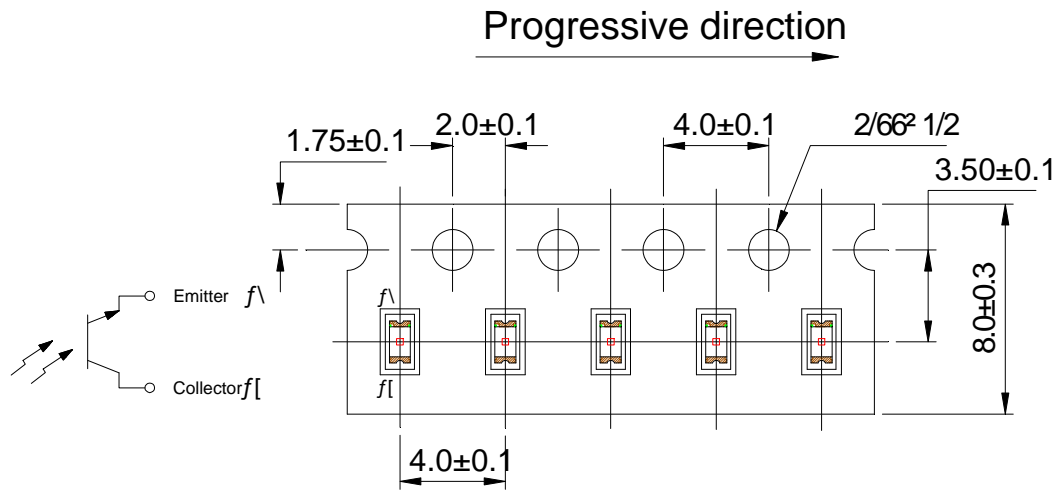 Progressive direction
2.0±0.1
4.0±0.1
2/66² 1/2
1.75±0.1
3.50±0.1
Emitter ƒ\
ƒ\
8.0±0.3
Collector ƒ[
ƒ[
4.0±0.1